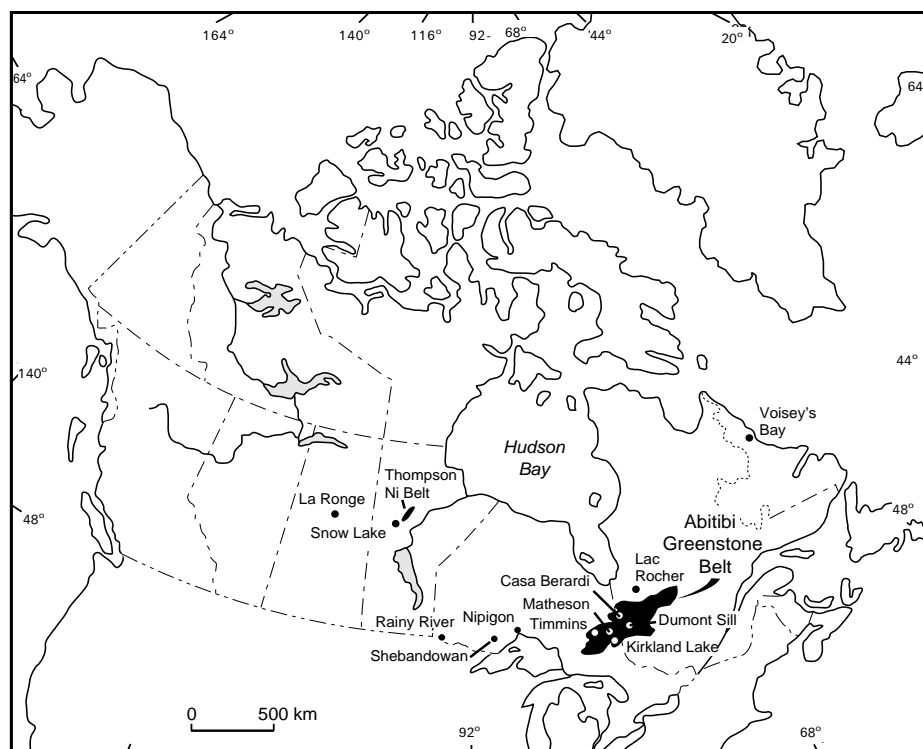 164°
140°
116°
92-
68°
44°
20°
64°
64
140°
44°
Voisey's
Bay
Hudson
Bay
Thompson
Ni Belt
La Ronge
Snow Lake
48°
48°
Abitibi
Greenstone
Belt
Lac
Rocher
Casa Berardi
Matheson
Timmins
Dumont Sill
Kirkland Lake
Rainy River
Nipigon
Shebandowan
0
500 km
92°
68°